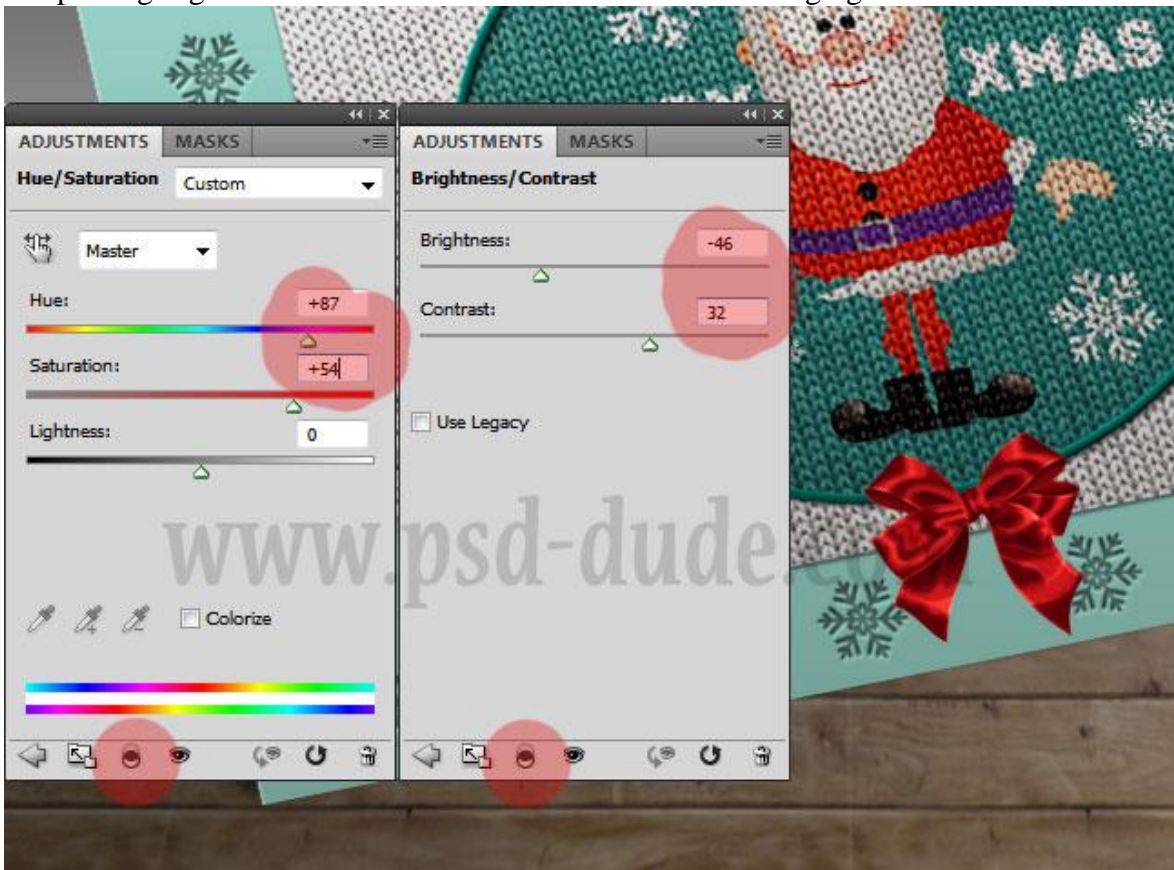 XMAS
ADJUSTMENTS MASKS
Hue/Saturation Custom
Master
Hue: +87
Saturation: +54
Lightness: 0
Colorize
ADJUSTMENTS MASKS
Brightness/Contrast
Brightness: -46
Contrast: 32
Use Legacy
www.psd-dude.com